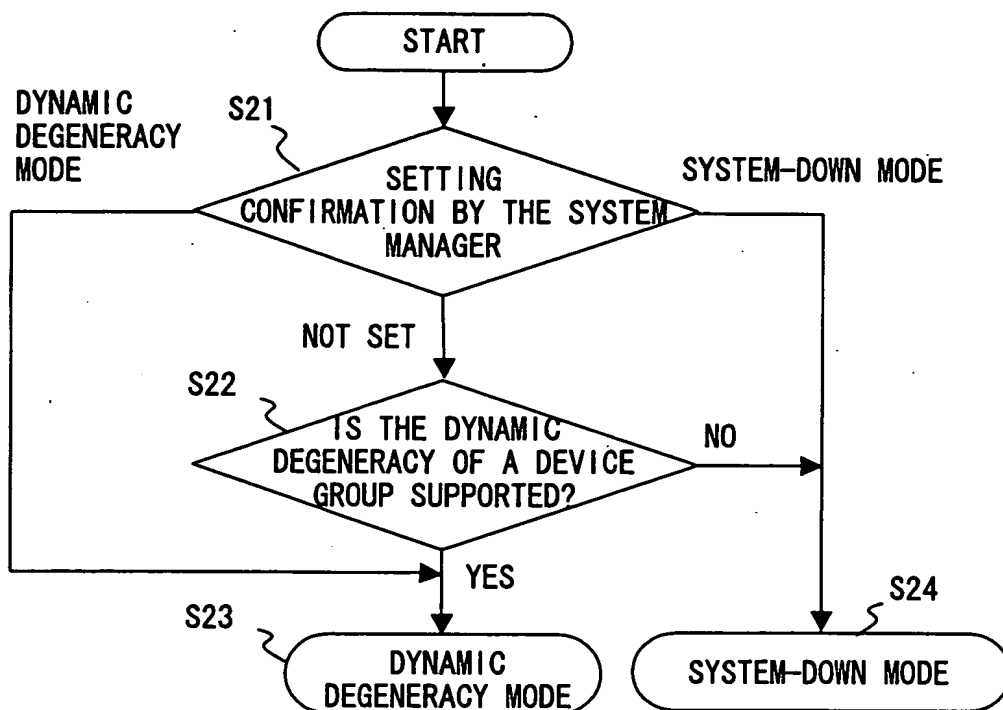 START
DYNAMIC
DEGENERACY
MODE
S21
SETTING
CONFIRMATION BY THE SYSTEM
MANAGER
SYSTEM-DOWN MODE
NOT SET
S22
IS THE DYNAMIC
DEGENERACY OF A DEVICE
GROUP SUPPORTED?
NO
YES
S23
DYNAMIC
DEGENERACY MODE
S24
SYSTEM-DOWN MODE